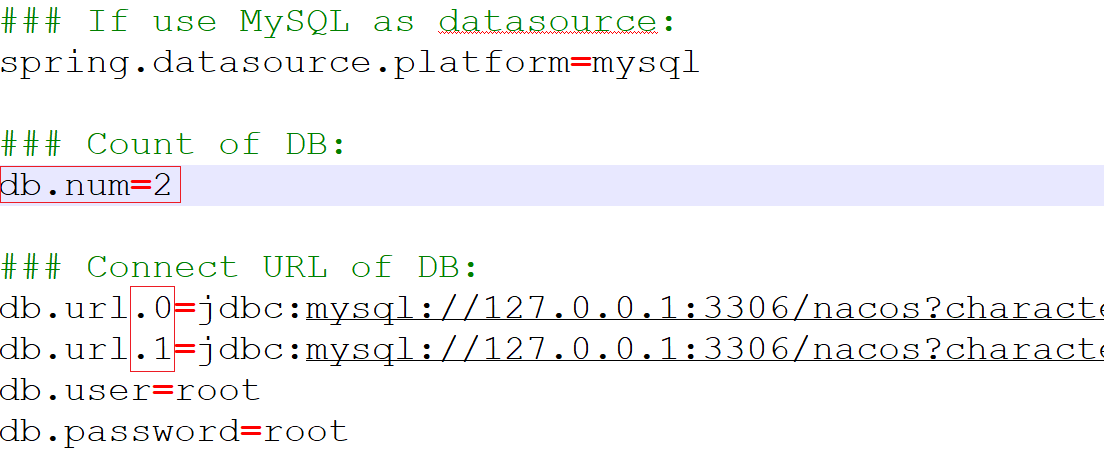 ### If use MySQL as datasource:
spring.datasource.platform=mysql
### Count of DB:
db.num=2
### Connect URL of DB:
db.url.0=jdbc:mysql://127.0.0.1:3306/nacos?characte
db.url.1=jdbc:mysql://127.0.0.1:3306/nacos?characte
db.user=root
db.password=root